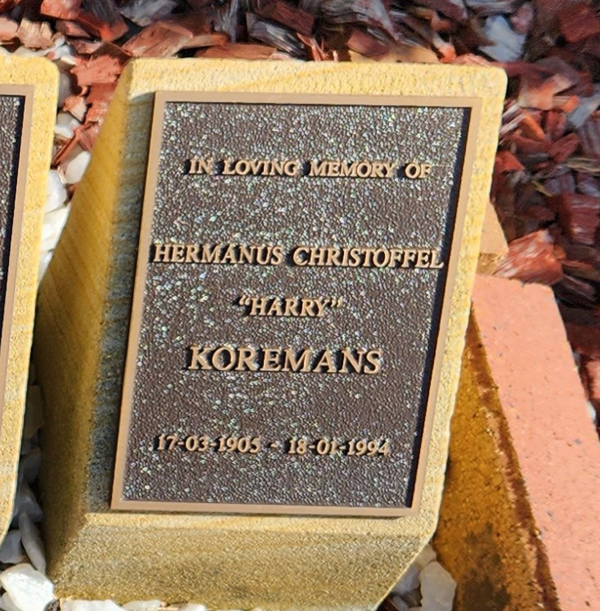 IN LOVING MEMORY OF
HERMANUS CHRISTOFFEL
"HARRY"
KOREMANS
17-03-1905 - 18-01-1994